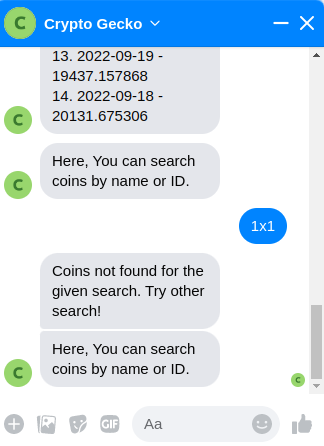 Crypto Gecko
13. 2022-09-19 -
19437.157868
14. 2022-09-18 -
20131.675306
C
Here, You can search
coins by name or ID.
C
1x1
Coins not found for the
given search. Try other
search!
Here, You can search
coins by name or ID.
C
C
GIF
Aa